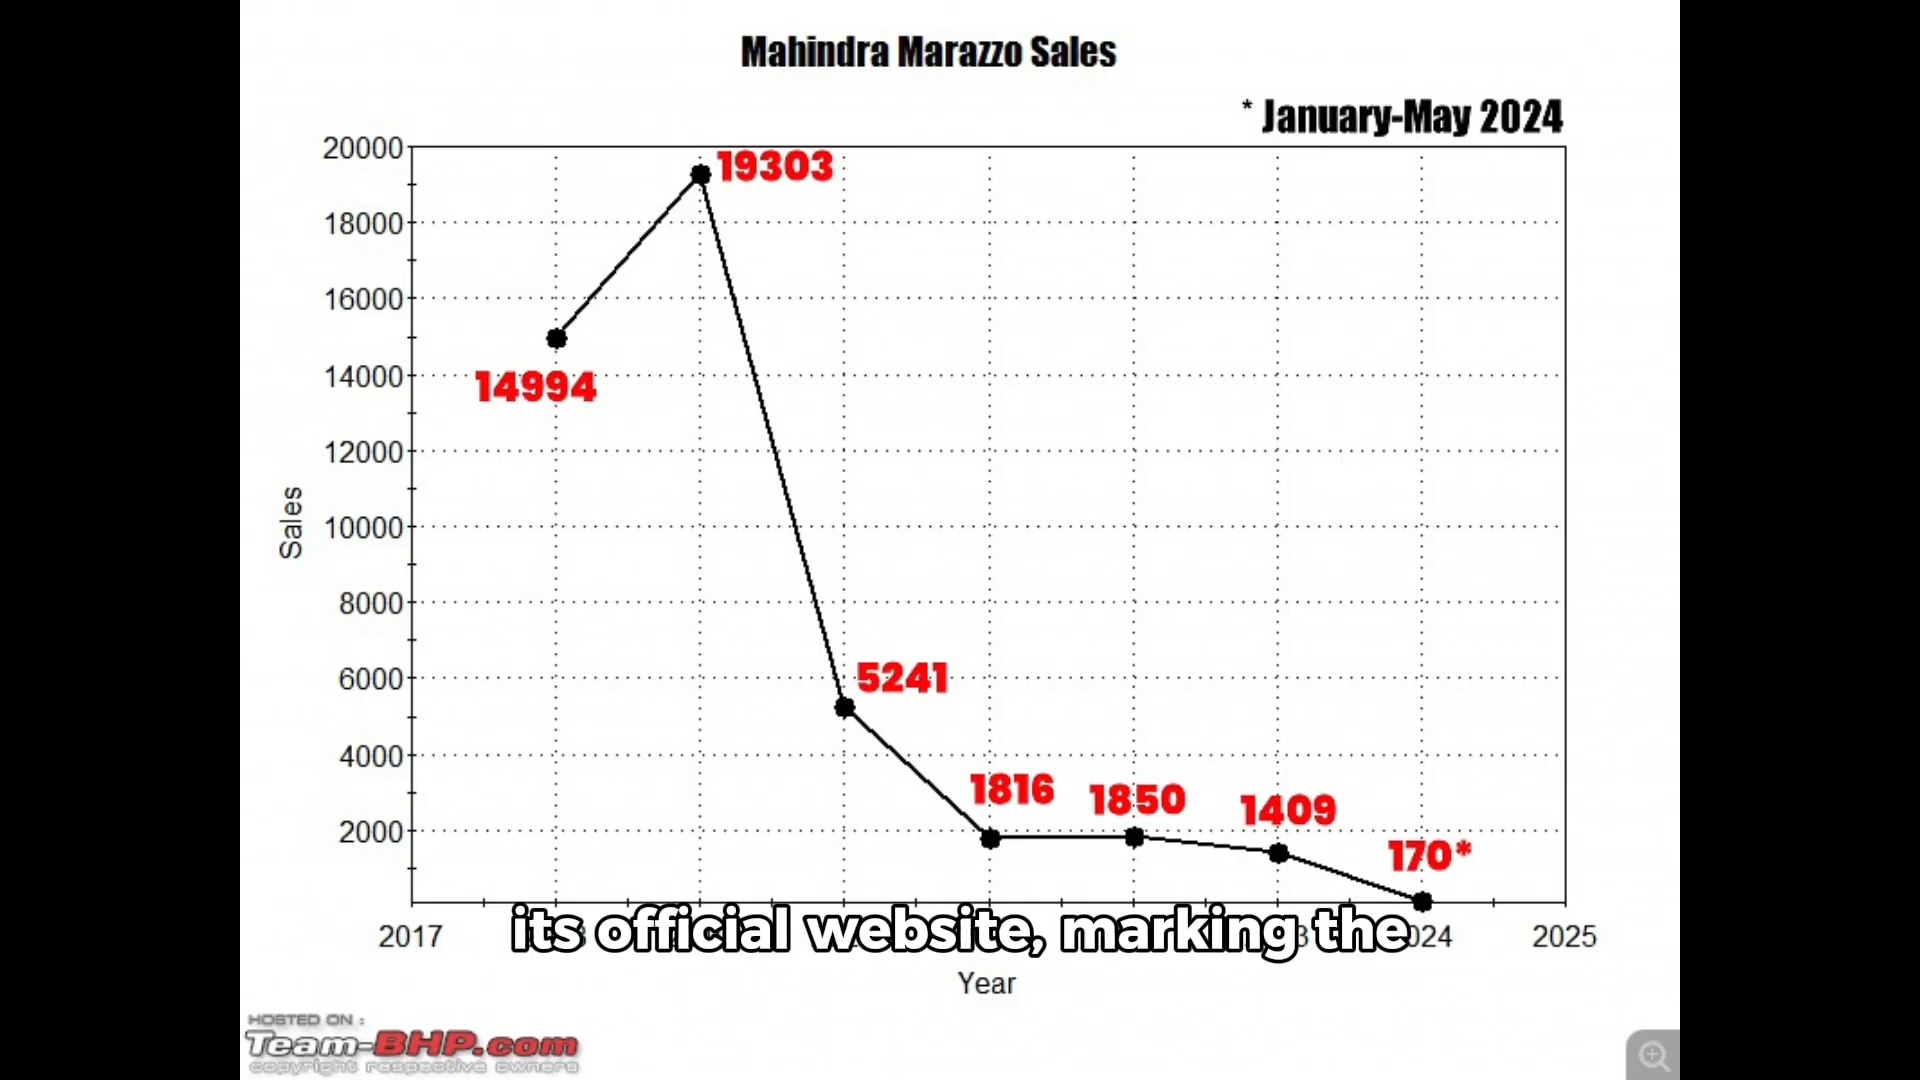 Mahindra Marazzo Sales
* January-May 2024
20000
19303
18000
16000
14994
14000
12000
10000
Sales
8000
6000
5241
4000
1816
1850
1409
170*
2000
its official website, marking the
2017
2025
Year
HOSTED ON :
Team-BHP.com
copyright respective owners